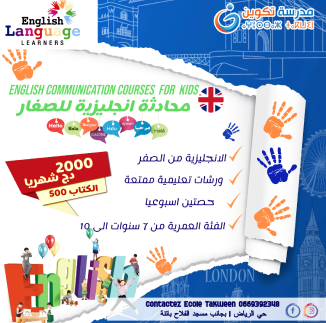 English
Language
LEARNERS
مدرسة تكوين
ENGLISH COMMUNICATION COURSES FOR KIDS
محادثة انجليزية للصغار
Hello
2000
دج شهريا
الكتاب 500
الانجليزية من الصفر
ورشات تعليمية ممتعة
حصتين اسبوعيا
الفئة العمرية من 7 سنوات الى 10
ENGLISH
LONDON
Contactez Ecole Takween 0669392348
حي الرياض | بجانب مسجد الفلاح باتنة